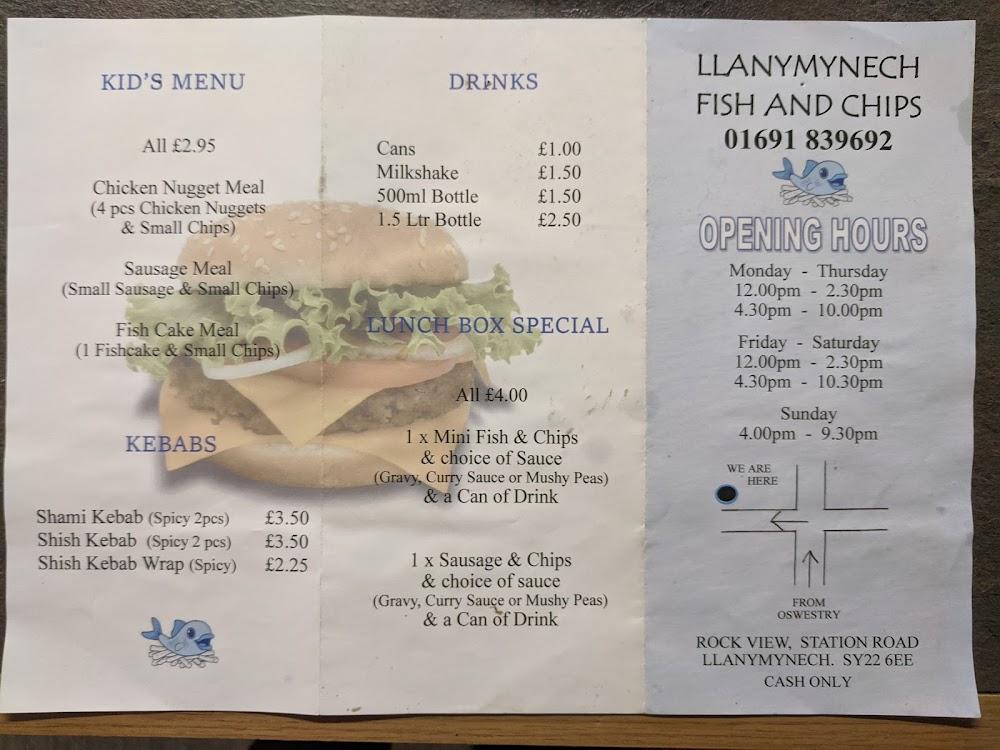 KID'S MENU
All £2.95
Chicken Nugget Meal
(4 pcs Chicken Nuggets
& Small Chips)
Sausage Meal
(Small Sausage & Small Chips)
Fish Cake Meal
(1 Fishcake & Small Chips)
KEBABS
Shami Kebab (Spicy 2pcs) £3.50
Shish Kebab (Spicy 2 pcs) £3.50
Shish Kebab Wrap (Spicy) £2.25
DRINKS
Cans £1.00
Milkshake £1.50
500ml Bottle £1.50
1.5 Ltr Bottle £2.50
LUNCH BOX SPECIAL
All £4.00
1 x Mini Fish & Chips
& choice of Sauce
(Gravy, Curry Sauce or Mushy Peas)
& a Can of Drink
1 x Sausage & Chips
& choice of sauce
(Gravy, Curry Sauce or Mushy Peas)
& a Can of Drink
LLANYMYNECH
FISH AND CHIPS
01691 839692
OPENING HOURS
Monday - Thursday
12.00pm - 2.30pm
4.30pm - 10.00pm
Friday - Saturday
12.00pm - 2.30pm
4.30pm - 10.30pm
Sunday
4.00pm - 9.30pm
WE ARE
HERE
FROM
OSWESTRY
ROCK VIEW, STATION ROAD
LLANYMYNECH. SY22 6EE
CASH ONLY